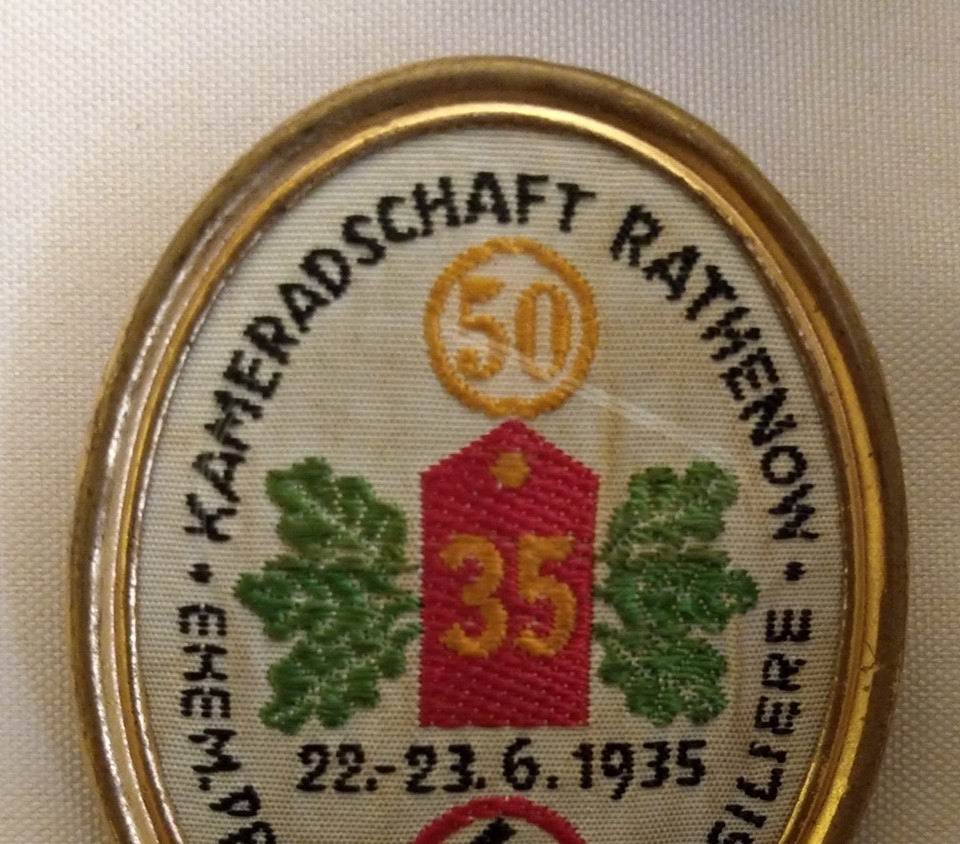 KAMERADSCHAFT RATHENOW
50
35
22.-23.6.1935
EHEM.